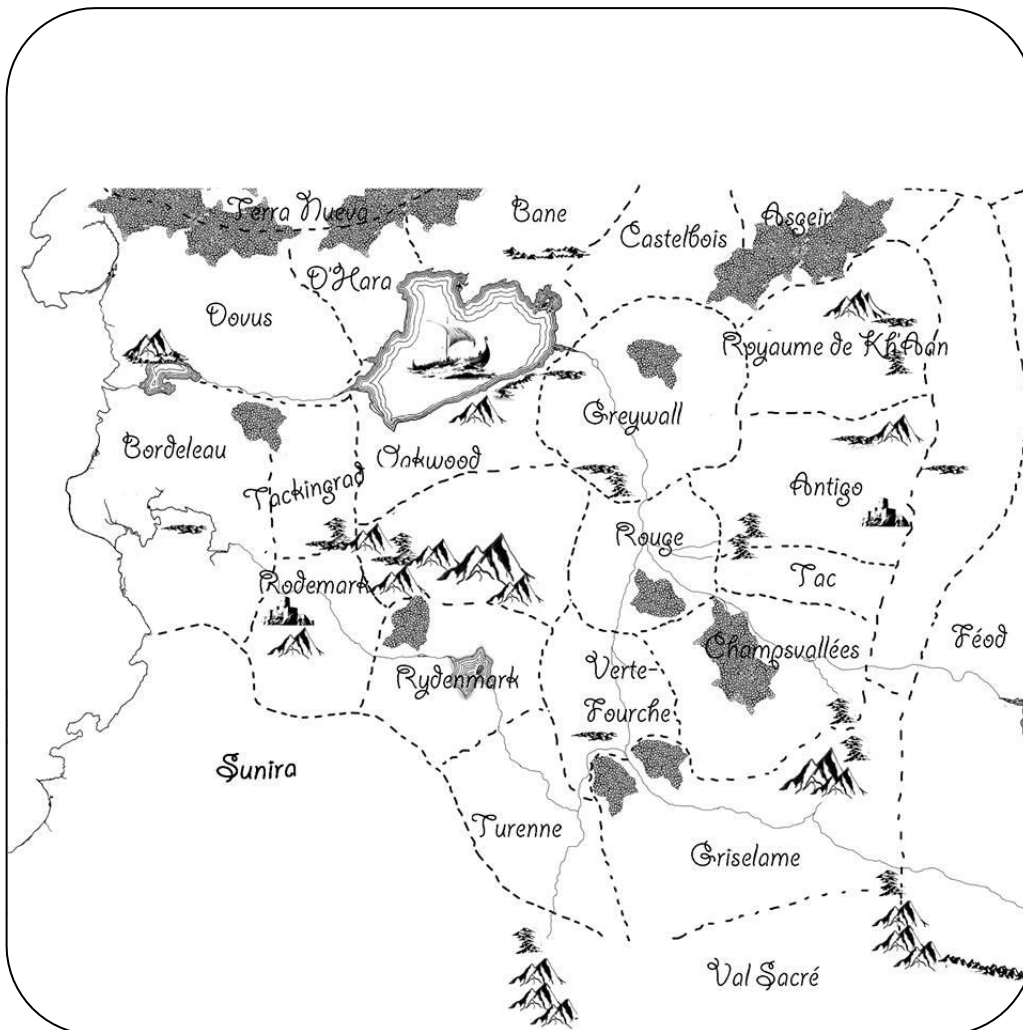 Terra Nueva
Bane
Castelbois
Asgeir
O'Hara
Dovus
Royaume de Kh'Adán
Greywall
Bordeleau
Oakwood
Tackingrad
Antigo
Rouge
Rodemark
Tac
Champsvallées
Féod
Rydenmark
Verte-
Fourche
Sunira
Turenne
Griselame
Val Sacré